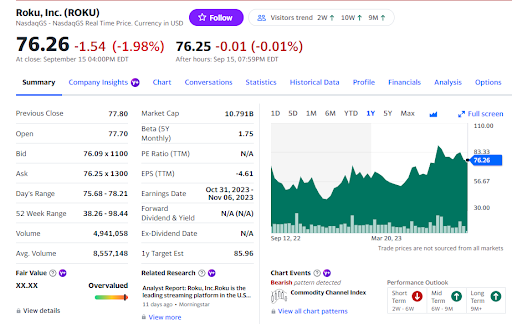 Roku, Inc. (ROKU)
NasdaqGS - NasdaqGS Real Time Price. Currency in USD
Follow
Visitors trend 2W ↑ 10W ↑ 9M ↑
76.26 -1.54 (-1.98%)
At close: September 15 04:00PM EDT
76.25 -0.01 (-0.01%)
After hours: Sep 15, 07:59PM EDT
Summary Company Insights Y+ Chart Conversations Statistics Historical Data Profile Financials Analysis Options
Previous Close 77.80
Open 77.70
Bid 76.09 x 1100
Ask 76.25 x 1300
Day's Range 75.68 - 78.21
52 Week Range 38.26 - 98.44
Volume 4,941,058
Avg. Volume 8,557,148
Market Cap 10.791B
Beta (5Y
Monthly) 1.75
PE Ratio (TTM) N/A
EPS (TTM) -4.61
Earnings Date Oct 31, 2023 -
Nov 06, 2023
Forward
Dividend & Yield N/A (N/A)
Ex-Dividend Date N/A
1y Target Est 85.96
1D 5D 1M 6M YTD 1Y 5Y Max Full screen
110.00
83.33
76.26
56.67
30.00
Sep 12, 22 Mar 20, 23
Trade prices are not sourced from all markets
Fair Value ? Y+
XX.XX Overvalued
View details
Related Research ? Y+
Analyst Report: Roku, Inc.Roku is the
leading streaming platform in the U.S...
11 days ago • Morningstar
View more
Chart Events ? Y+
Bearish pattern detected
Commodity Channel Index
View all chart patterns
Performance Outlook
Short
Term
2W - 6W
Mid
Term
6W - 9M
Long
Term
9M+